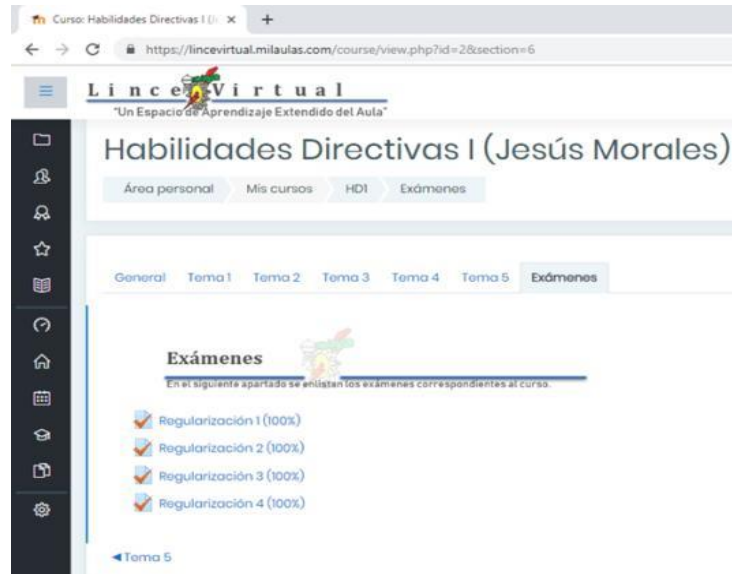 Curso: Habilidades Directivas I (
https://lincevirtual.milaulas.com/course/view.php?id=2&section=6
Lince Virtual
"Un Espacio de Aprendizaje Extendido del Aula"
Habilidades Directivas I (Jesús Morales)
Área personal Mis cursos HD1 Exámenes
General Tema 1 Tema 2 Tema 3 Tema 4 Tema 5 Exámenes
Exámenes
En el siguiente apartado se enlistan los exámenes correspondientes al curso.
Regularización 1 (100%)
Regularización 2 (100%)
Regularización 3 (100%)
Regularización 4 (100%)
◄Tema 5